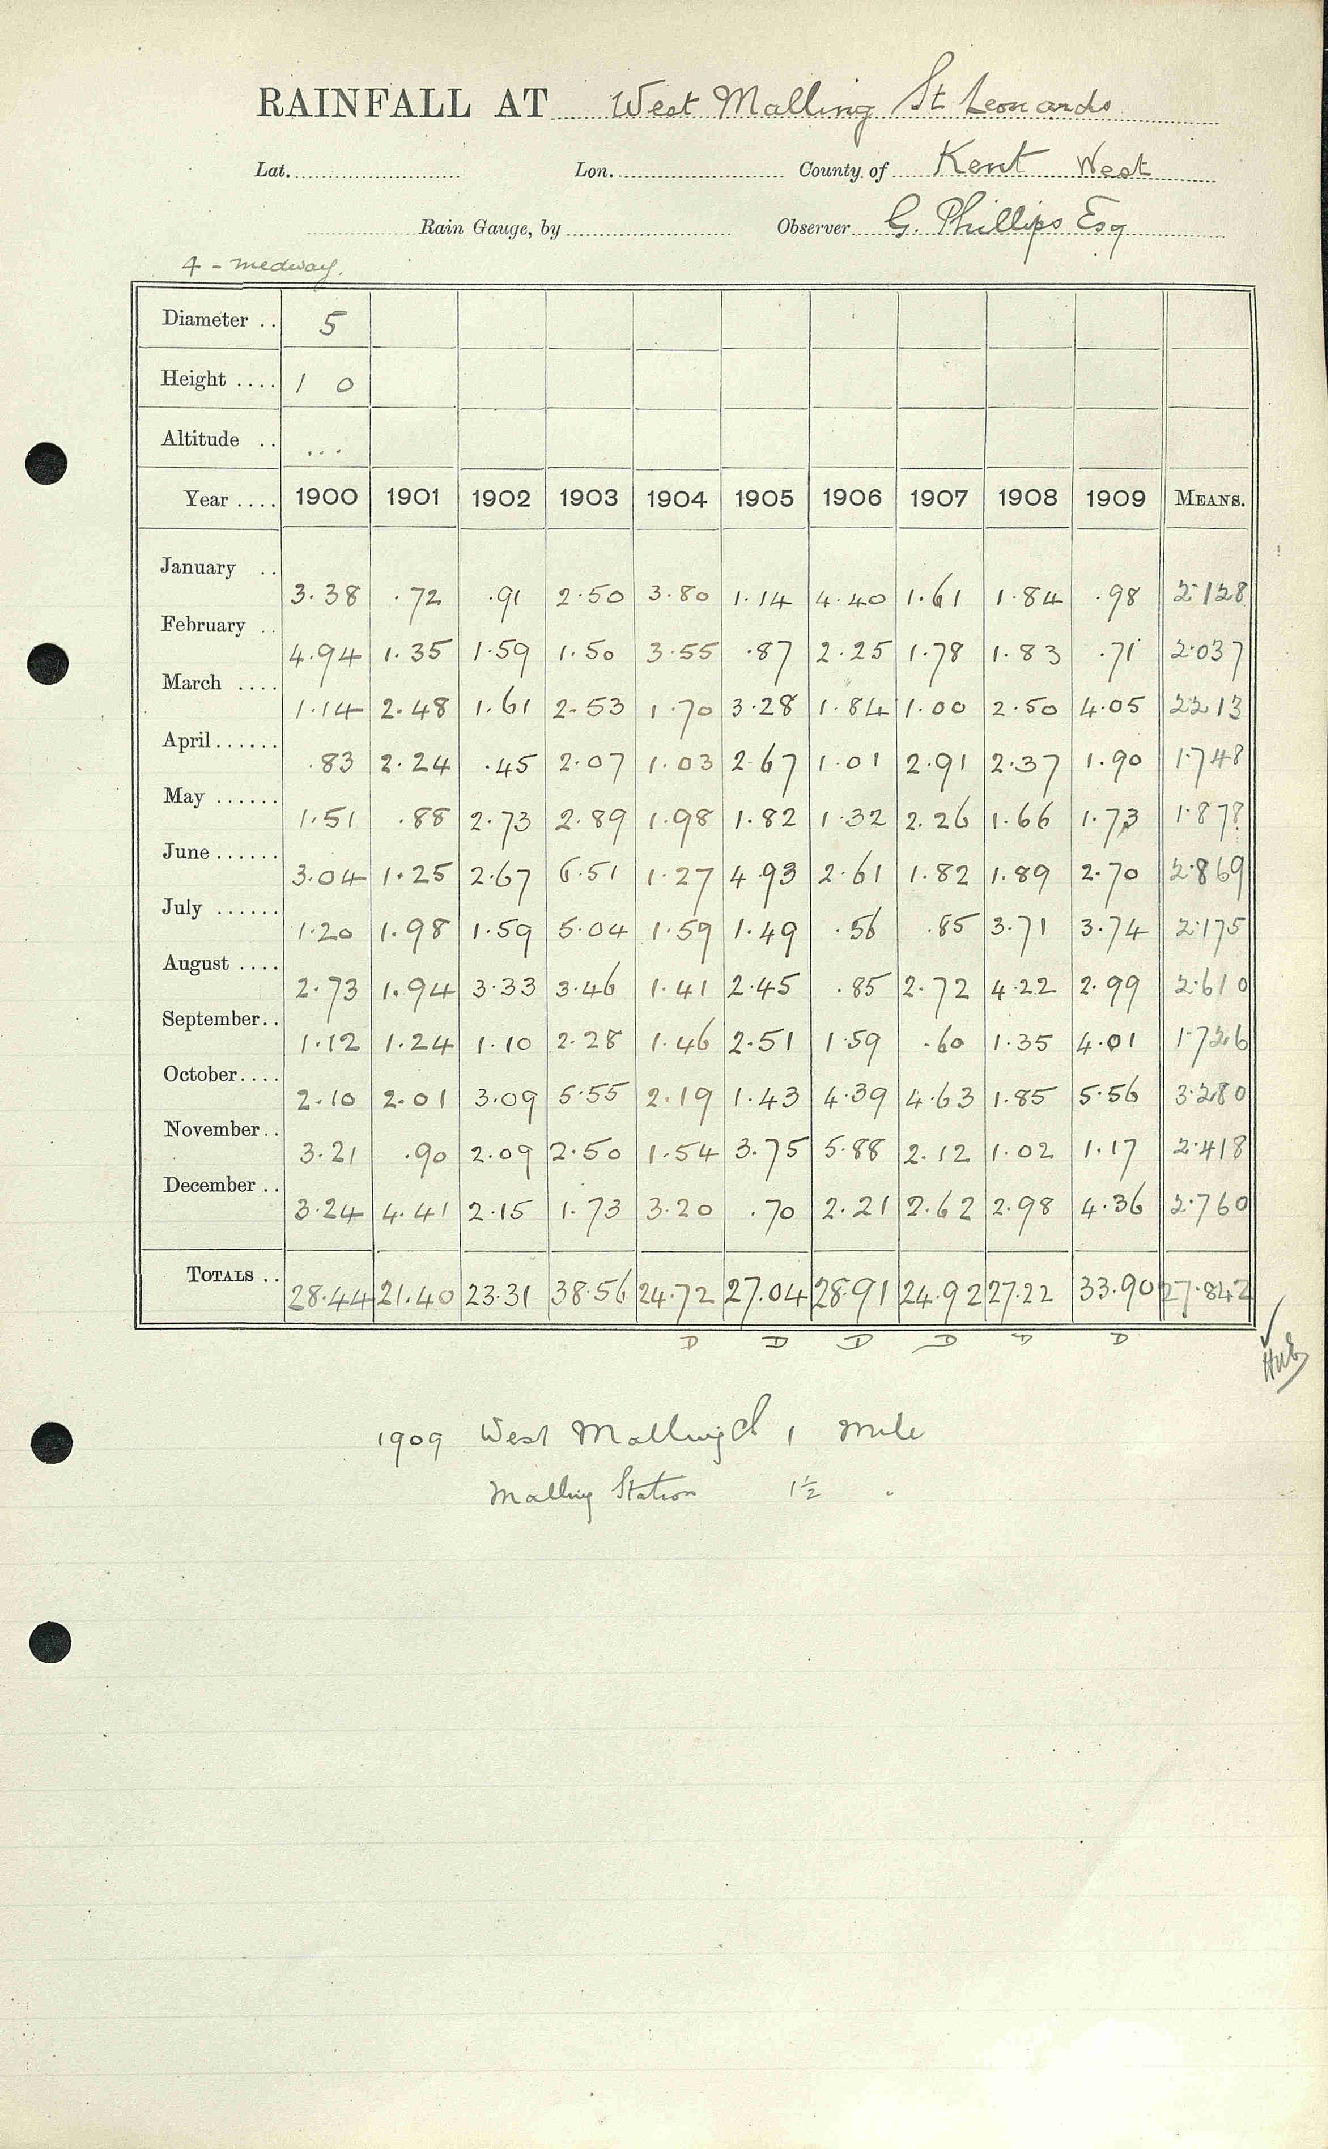 RAINFALL AT West Malling St Leonards
Lat. Lon. County of Kent West
Rain Gauge, by Observer G. Phillips Esq
4 - Medway.
Diameter .. 5
Height .... 1 0
Altitude .. ...
Year .... 1900 1901 1902 1903 1904 1905 1906 1907 1908 1909 MEANS.
January .. 3.38 .72 .91 2.50 3.80 1.14 4.40 1.61 1.84 .98 2.128
February .. 4.94 1.35 1.59 1.50 3.55 .87 2.25 1.78 1.83 .71 2.037
March .... 1.14 2.48 1.61 2.53 1.70 3.28 1.84 1.00 2.50 4.05 2.213
April...... .83 2.24 .45 2.07 1.03 2.67 1.01 2.91 2.37 1.90 1.748
May ...... 1.51 .88 2.73 2.89 1.98 1.82 1.32 2.26 1.66 1.73 1.878
June...... 3.04 1.25 2.67 6.51 1.27 4.93 2.61 1.82 1.89 2.70 2.869
July ...... 1.20 1.98 1.59 5.04 1.59 1.49 .56 .85 3.71 3.74 2.175
August .... 2.73 1.94 3.33 3.46 1.41 2.45 .85 2.72 4.22 2.99 2.610
September.. 1.12 1.24 1.10 2.28 1.46 2.51 1.59 .60 1.35 4.01 1.726
October.... 2.10 2.01 3.09 5.55 2.19 1.43 4.39 4.63 1.85 5.56 3.280
November.. 3.21 .90 2.09 2.50 1.54 3.75 5.88 2.12 1.02 1.17 2.418
December .. 3.24 4.41 2.15 1.73 3.20 .70 2.21 2.62 2.98 4.36 2.760
TOTALS .. 28.44 21.40 23.31 38.56 24.72 27.04 28.91 24.92 27.22 33.90 27.842
D D D D D D
1909 West Malling 1 mile
Malling Station 1½ "